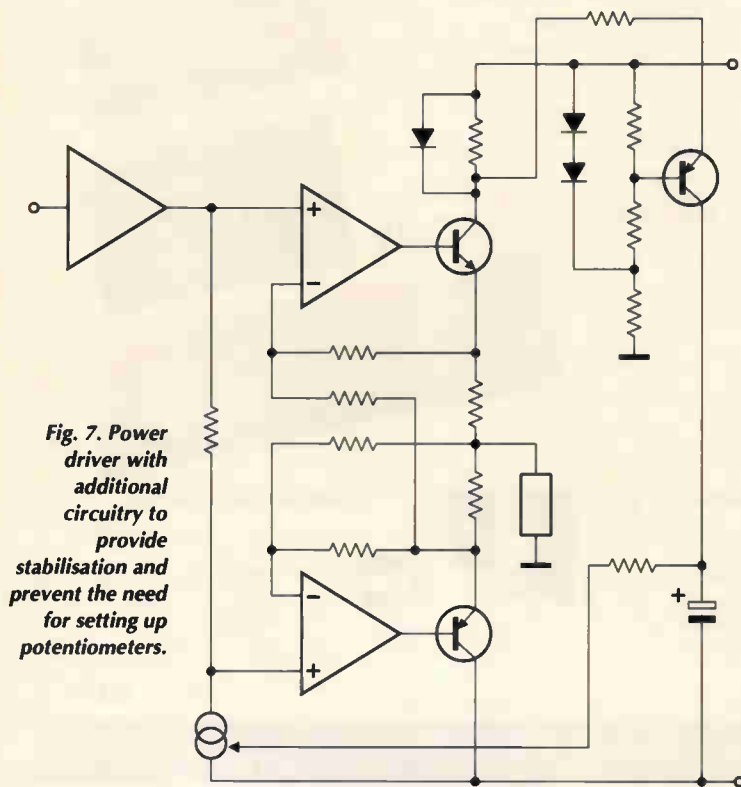 +
-
Fig. 7. Power
driver with
additional
circuitry to
provide
stabilisation and
prevent the need
for setting up
potentiometers.
-
+
+